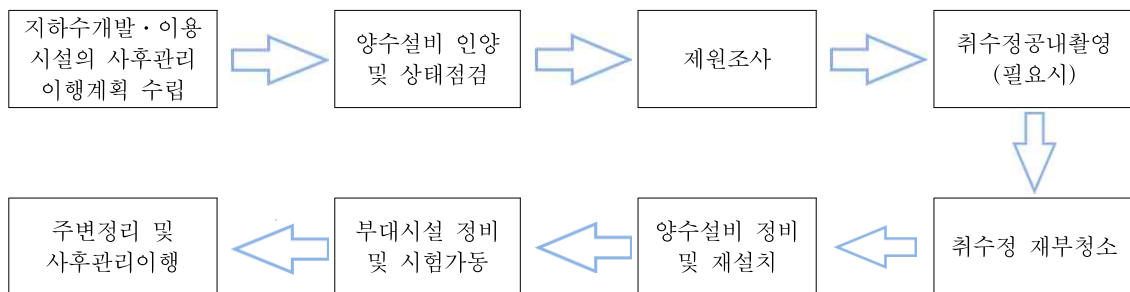 지하수개발·이용
시설의 사후관리
이행계획 수립
양수설비 인양
및 상태점검
제원조사
취수정공내촬영
(필요시)
취수정 재부청소
양수설비 정비
및 재설치
부대시설 정비
및 시험가동
주변정리 및
사후관리이행